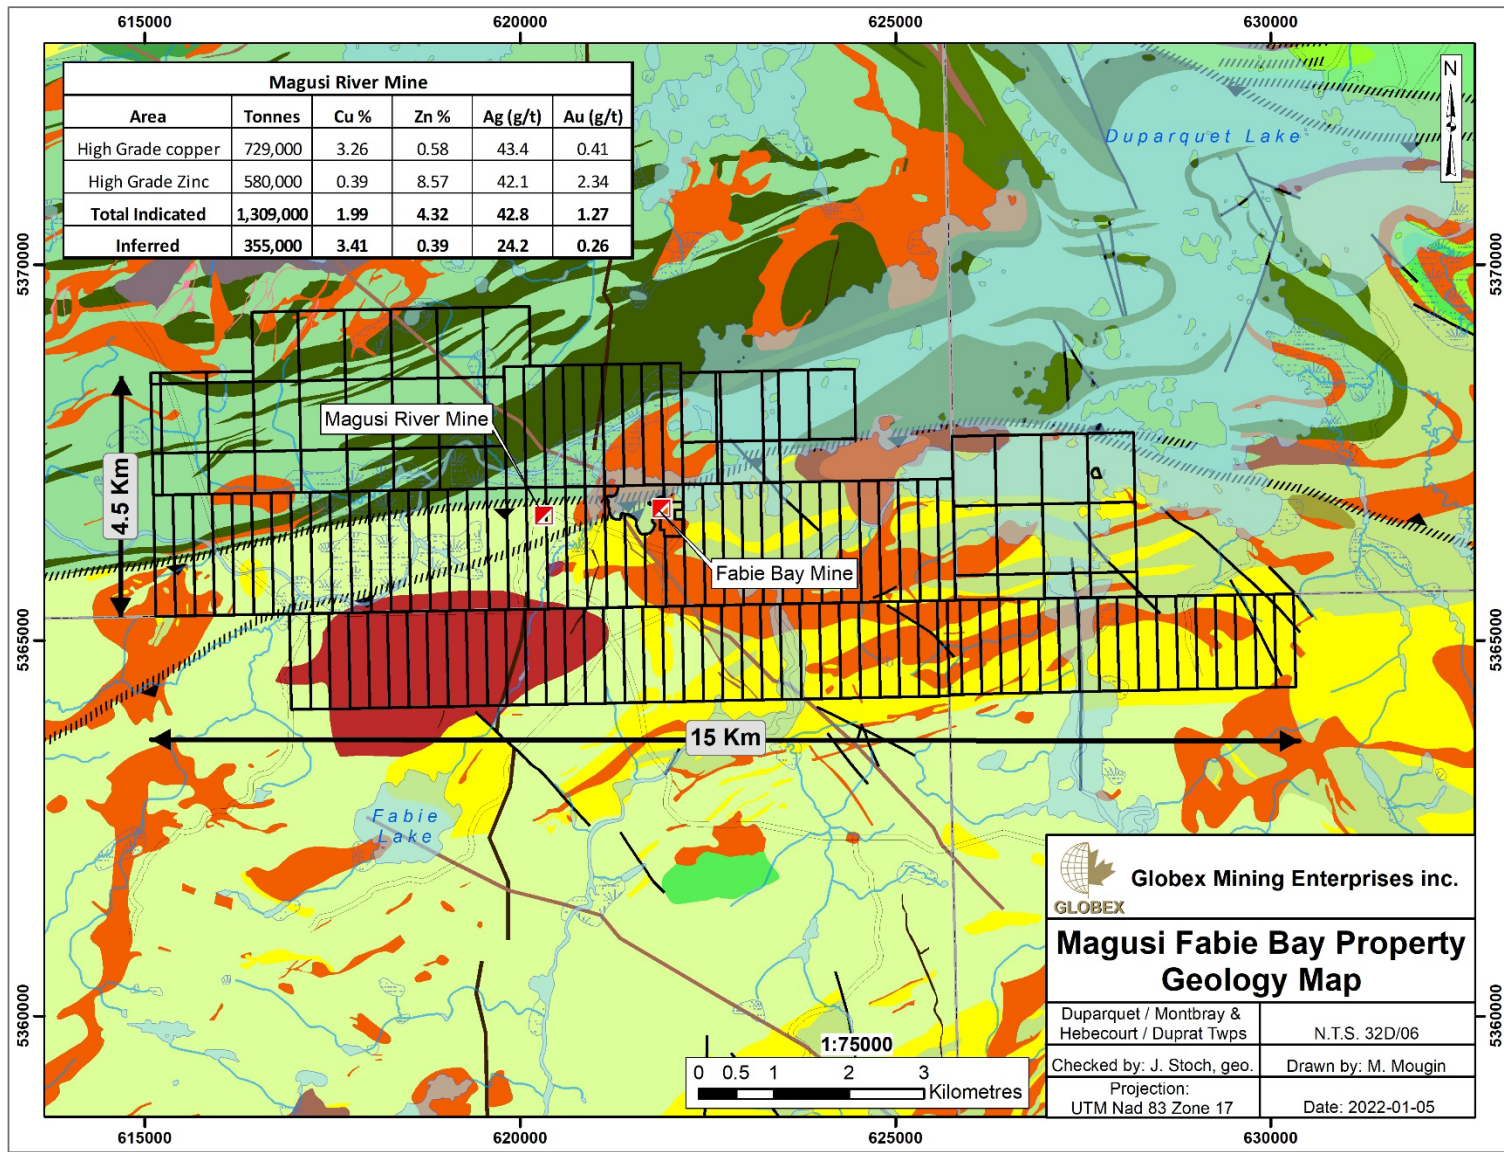 615000 620000 625000 630000
Magusi River Mine
Area Tonnes Cu % Zn % Ag (g/t) Au (g/t)
High Grade copper 729,000 3.26 0.58 43.4 0.41
High Grade Zinc 580,000 0.39 8.57 42.1 2.34
Total Indicated 1,309,000 1.99 4.32 42.8 1.27
Inferred 355,000 3.41 0.39 24.2 0.26
N
Duparquet Lake
5370000 5370000
Magusi River Mine
4.5 Km
Fabie Bay Mine
5365000 5365000
15 Km
Fabie
Lake
GLOBEX
Globex Mining Enterprises inc.
Magusi Fabie Bay Property
Geology Map
Duparquet / Montbray &
Hebecourt / Duprat Twps
N.T.S. 32D/06
Checked by: J. Stoch, geo.
Drawn by: M. Mougin
Projection:
UTM Nad 83 Zone 17
Date: 2022-01-05
5360000 5360000
1:75000
0 0.5 1 2 3
Kilometres
615000 620000 625000 630000